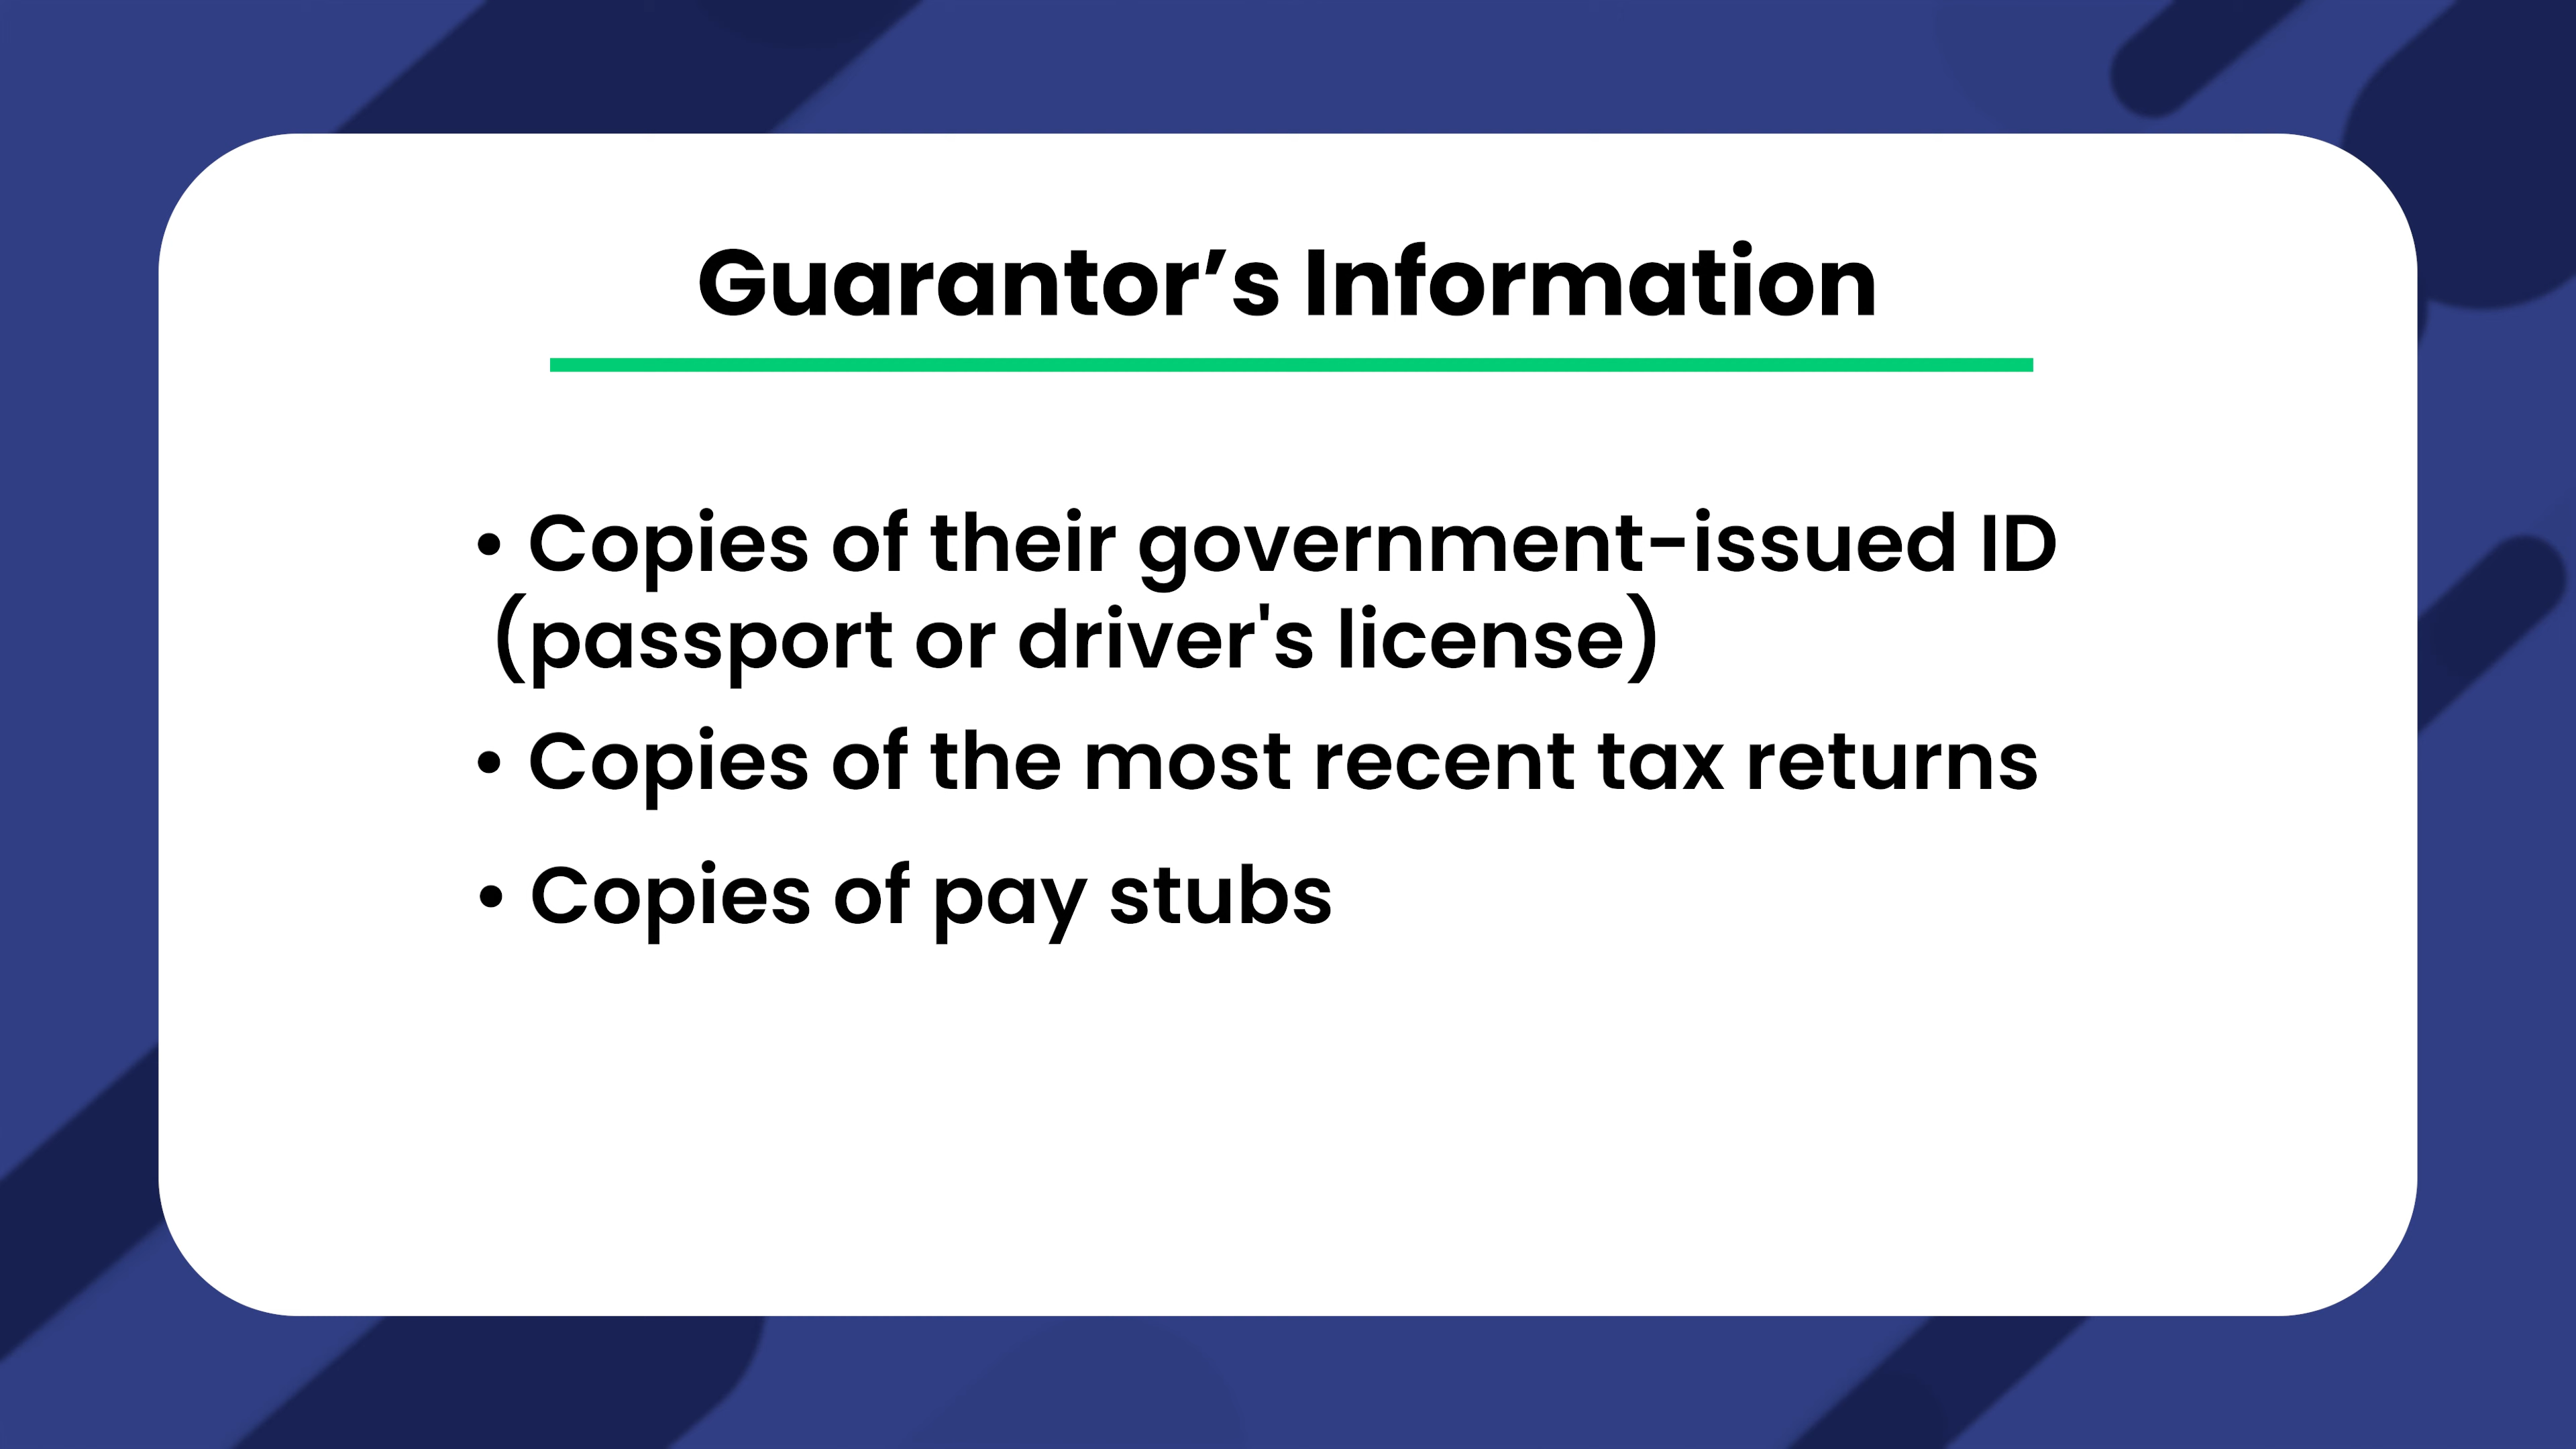 Guarantor’s Information
• Copies of their government-issued ID
(passport or driver's license)
• Copies of the most recent tax returns
• Copies of pay stubs